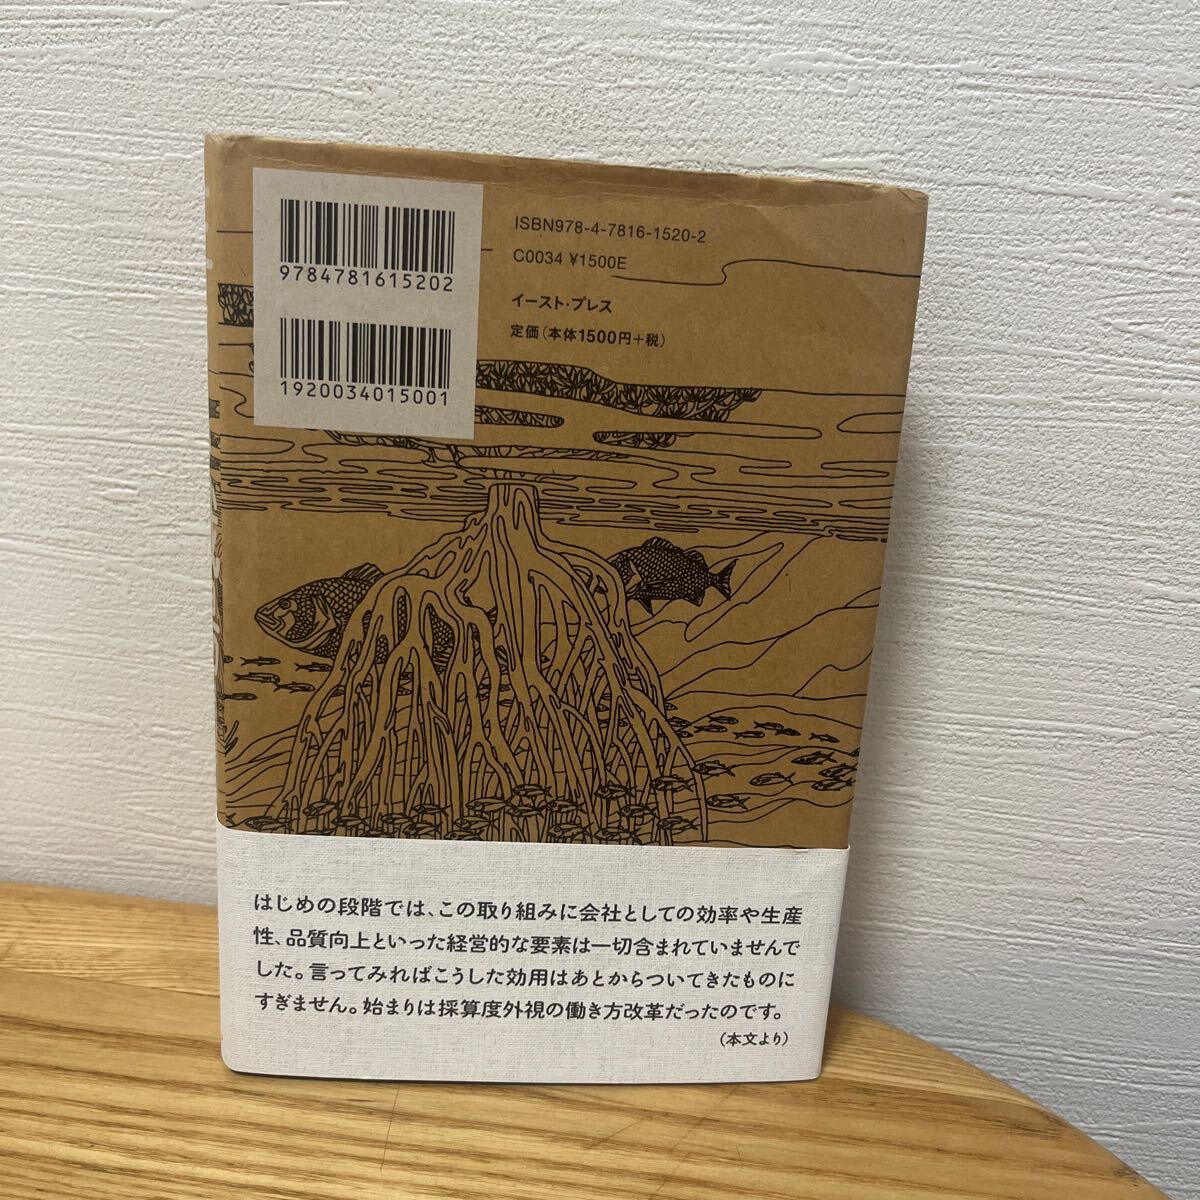 9784781615202
1920034015001
ISBN978-4-7816-1520-2
C0034 ¥1500E
イースト・プレス
定価(本体1500円+税)
はじめの段階では、この取り組みに会社としての効率や生産
性、品質向上といった経営的な要素は一切含まれていませんで
した。言ってみればこうした効用はあとからついてきたものに
すぎません。始まりは採算度外視の働き方改革だったのです。
(本文より)